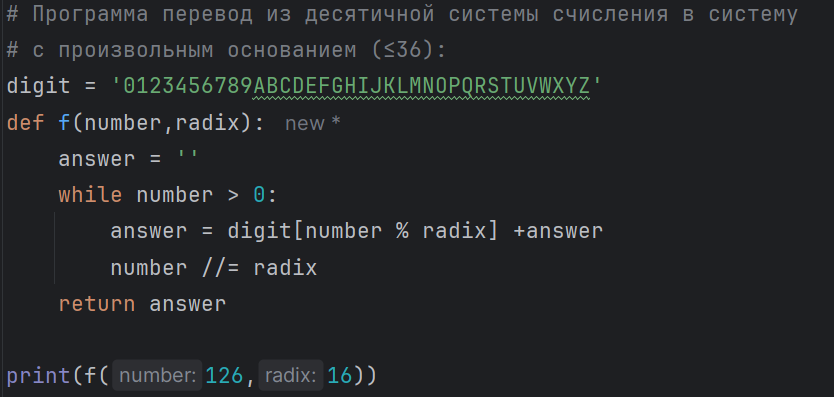 # Программа перевод из десятичной системы счисления в систему
# с произвольным основанием (≤36):
digit = '0123456789ABCDEFGHIJKLMNOPQRSTUVWXYZ'
def f(number,radix): new *
    answer = ''
    while number > 0:
        answer = digit[number % radix] +answer
        number //= radix
    return answer
print(f( number: 126, radix: 16))